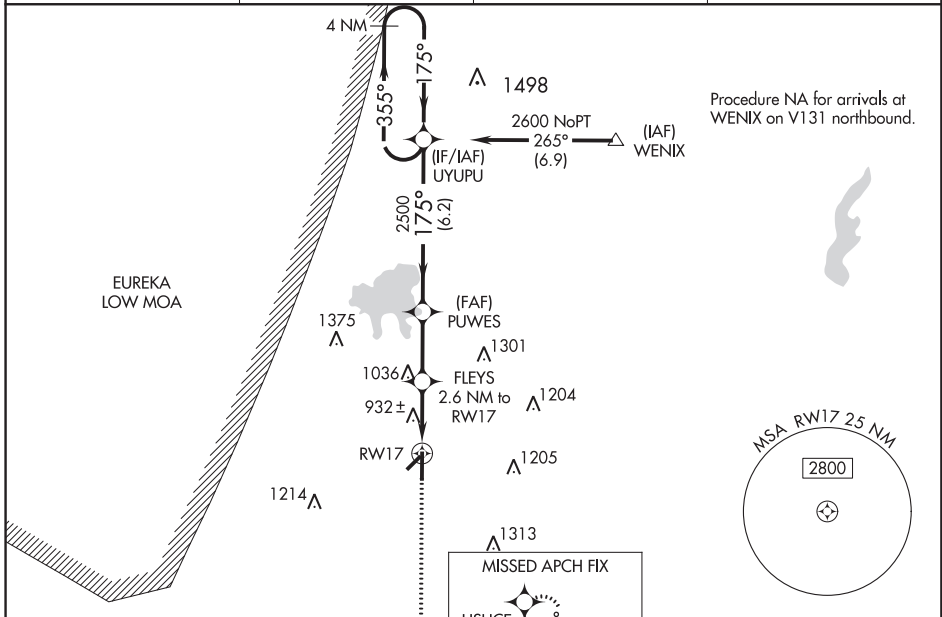 4 NM
355°
175°
1498
2600 NoPT
265°
(6.9)
(IAF)
WENIX
Procedure NA for arrivals at
WENIX on V131 northbound.
(IF/IAF)
UYUPU
2500
175°
(6.2)
EUREKA
LOW MOA
(FAF)
PUWES
1375
1301
1036
FLEYS
2.6 NM to
RW17
1204
932±
RW17
1205
1214
1313
MSA RW17 25 NM
2800
MISSED APCH FIX